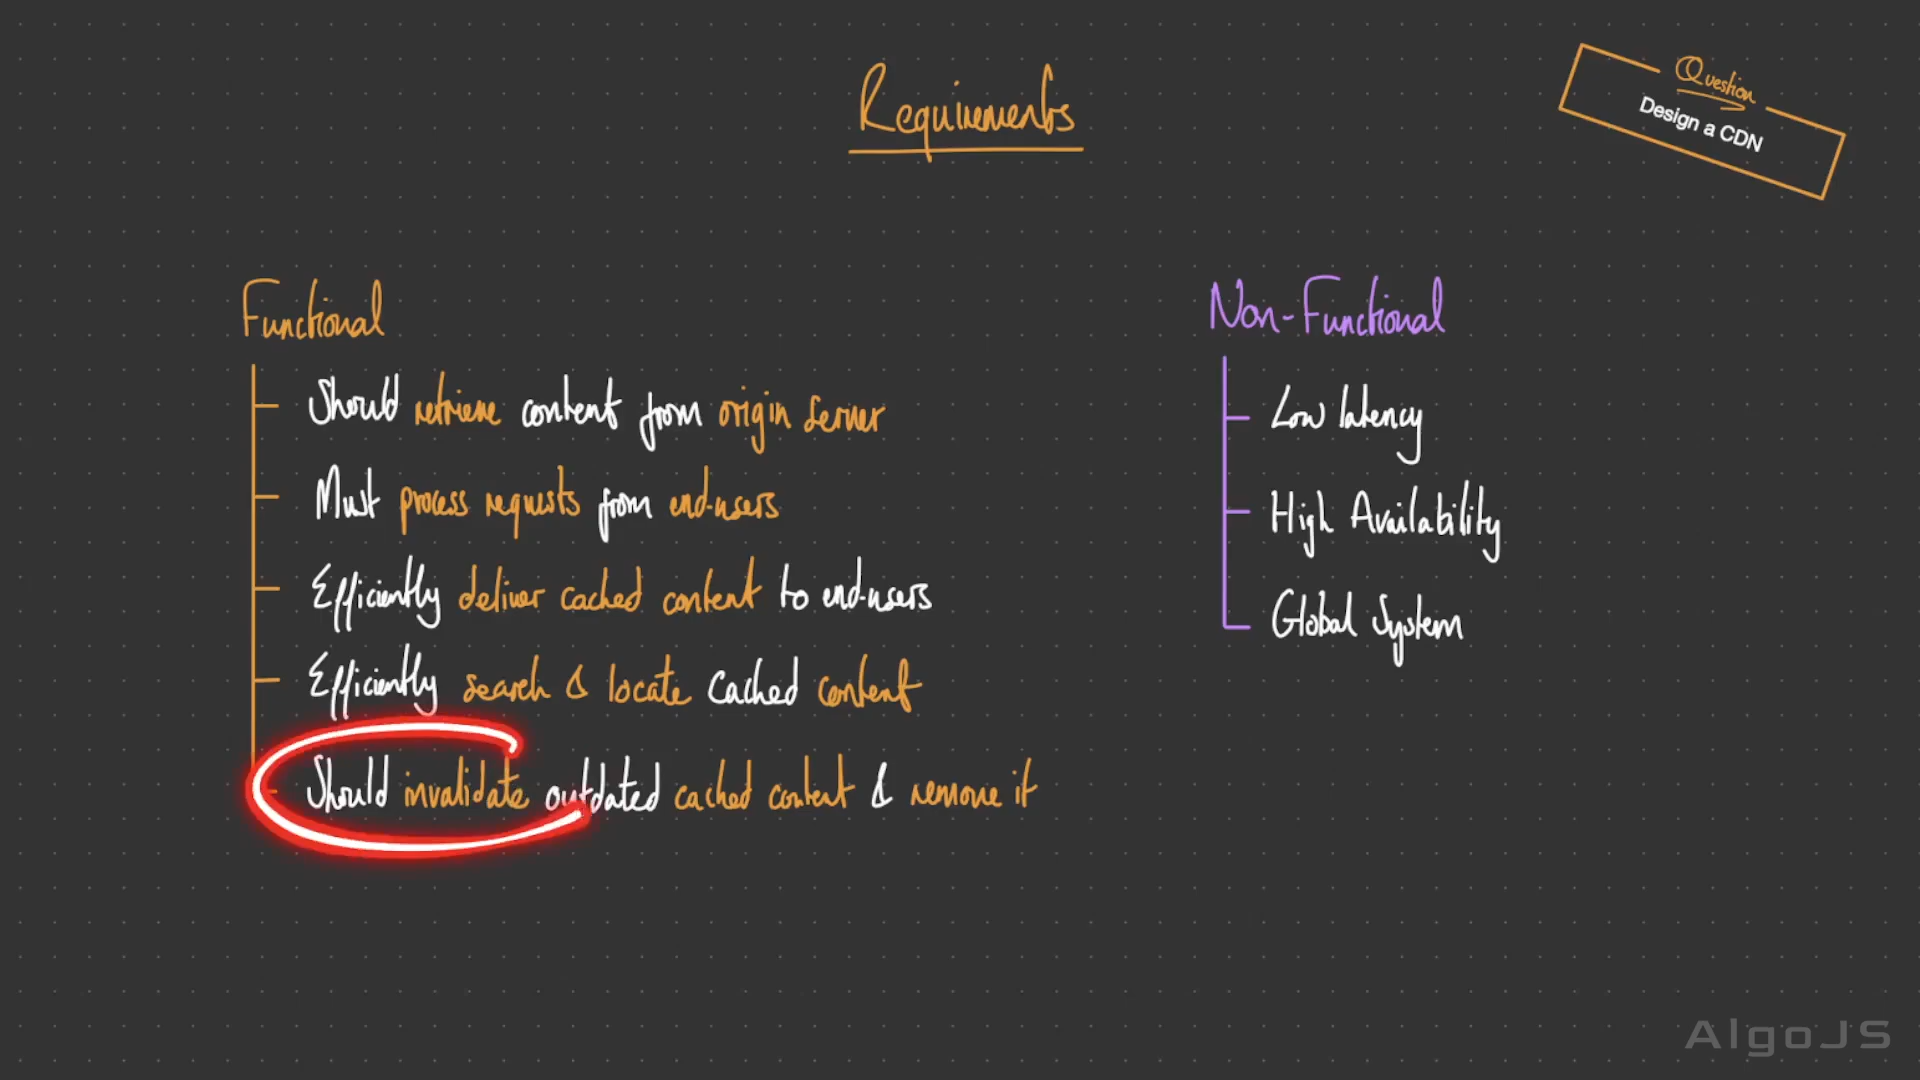 Requirements
Question
Design a CDN
Functional
Should retrieve content from origin server
Must process requests from end-users
Efficiently deliver cached content to end-users
Efficiently search & locate cached content
Should invalidate outdated cached content & remove it
Non-Functional
Low latency
High Availability
Global System
AlgoJS